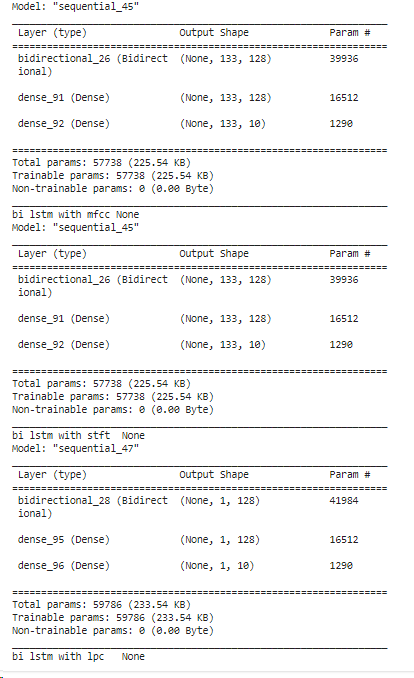 Model: "sequential_45"
_________________________________________________________________
Layer (type) Output Shape Param #
=================================================================
bidirectional_26 (Bidirect (None, 133, 128) 39936
ional)
dense_91 (Dense) (None, 133, 128) 16512
dense_92 (Dense) (None, 133, 10) 1290
=================================================================
Total params: 57738 (225.54 KB)
Trainable params: 57738 (225.54 KB)
Non-trainable params: 0 (0.00 Byte)
_________________________________________________________________
bi lstm with mfcc None
Model: "sequential_45"
_________________________________________________________________
Layer (type) Output Shape Param #
=================================================================
bidirectional_26 (Bidirect (None, 133, 128) 39936
ional)
dense_91 (Dense) (None, 133, 128) 16512
dense_92 (Dense) (None, 133, 10) 1290
=================================================================
Total params: 57738 (225.54 KB)
Trainable params: 57738 (225.54 KB)
Non-trainable params: 0 (0.00 Byte)
_________________________________________________________________
bi lstm with stft None
Model: "sequential_47"
_________________________________________________________________
Layer (type) Output Shape Param #
=================================================================
bidirectional_28 (Bidirect (None, 1, 128) 41984
ional)
dense_95 (Dense) (None, 1, 128) 16512
dense_96 (Dense) (None, 1, 10) 1290
=================================================================
Total params: 59786 (233.54 KB)
Trainable params: 59786 (233.54 KB)
Non-trainable params: 0 (0.00 Byte)
_________________________________________________________________
bi lstm with lpc None